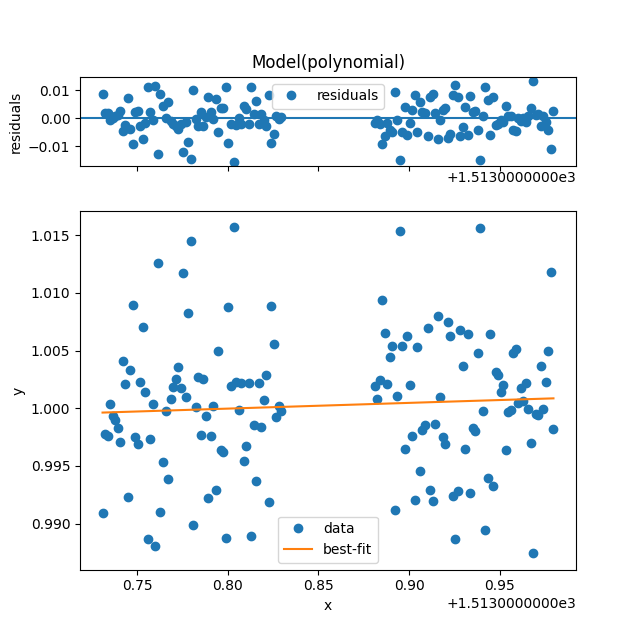 Model(polynomial)
residuals
0.01
0.00
−0.01
residuals
+1.5130000000e3
y
1.015
1.010
1.005
1.000
0.995
0.990
data
best-fit
0.75
0.80
0.85
0.90
0.95
x
+1.5130000000e3